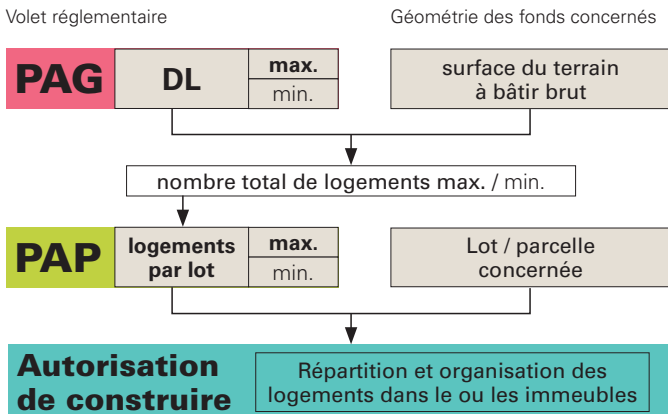 Volet réglementaire
Géométrie des fonds concernés
PAG
DL
max.
min.
surface du terrain
à bâtir brut
nombre total de logements max. / min.
PAP
logements
par lot
max.
min.
Lot / parcelle
concernée
Autorisation
de construire
Répartition et organisation des
logements dans le ou les immeubles